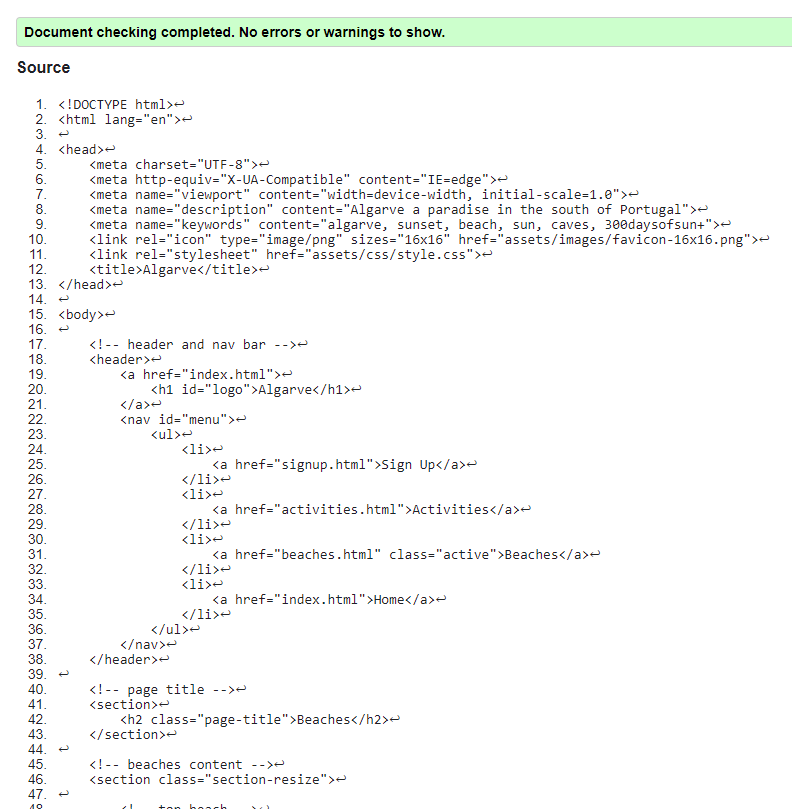 Document checking completed. No errors or warnings to show.
Source
1. <!DOCTYPE html>↩
2. <html lang="en">↩
3. ↩
4. <head>↩
5.     <meta charset="UTF-8">↩
6.     <meta http-equiv="X-UA-Compatible" content="IE=edge">↩
7.     <meta name="viewport" content="width=device-width, initial-scale=1.0">↩
8.     <meta name="description" content="Algarve a paradise in the south of Portugal">↩
9.     <meta name="keywords" content="algarve, sunset, beach, sun, caves, 300daysofsun+">↩
10.     <link rel="icon" type="image/png" sizes="16x16" href="assets/images/favicon-16x16.png">↩
11.     <link rel="stylesheet" href="assets/css/style.css">↩
12.     <title>Algarve</title>↩
13. </head>↩
14. ↩
15. <body>↩
16. ↩
17.     <!-- header and nav bar -->↩
18.     <header>↩
19.         <a href="index.html">↩
20.             <h1 id="logo">Algarve</h1>↩
21.         </a>↩
22.         <nav id="menu">↩
23.             <ul>↩
24.                 <li>↩
25.                     <a href="signup.html">Sign Up</a>↩
26.                 </li>↩
27.                 <li>↩
28.                     <a href="activities.html">Activities</a>↩
29.                 </li>↩
30.                 <li>↩
31.                     <a href="beaches.html" class="active">Beaches</a>↩
32.                 </li>↩
33.                 <li>↩
34.                     <a href="index.html">Home</a>↩
35.                 </li>↩
36.             </ul>↩
37.         </nav>↩
38.     </header>↩
39. ↩
40.     <!-- page title -->↩
41.     <section>↩
42.         <h2 class="page-title">Beaches</h2>↩
43.     </section>↩
44. ↩
45.     <!-- beaches content -->↩
46.     <section class="section-resize">↩
47. ↩